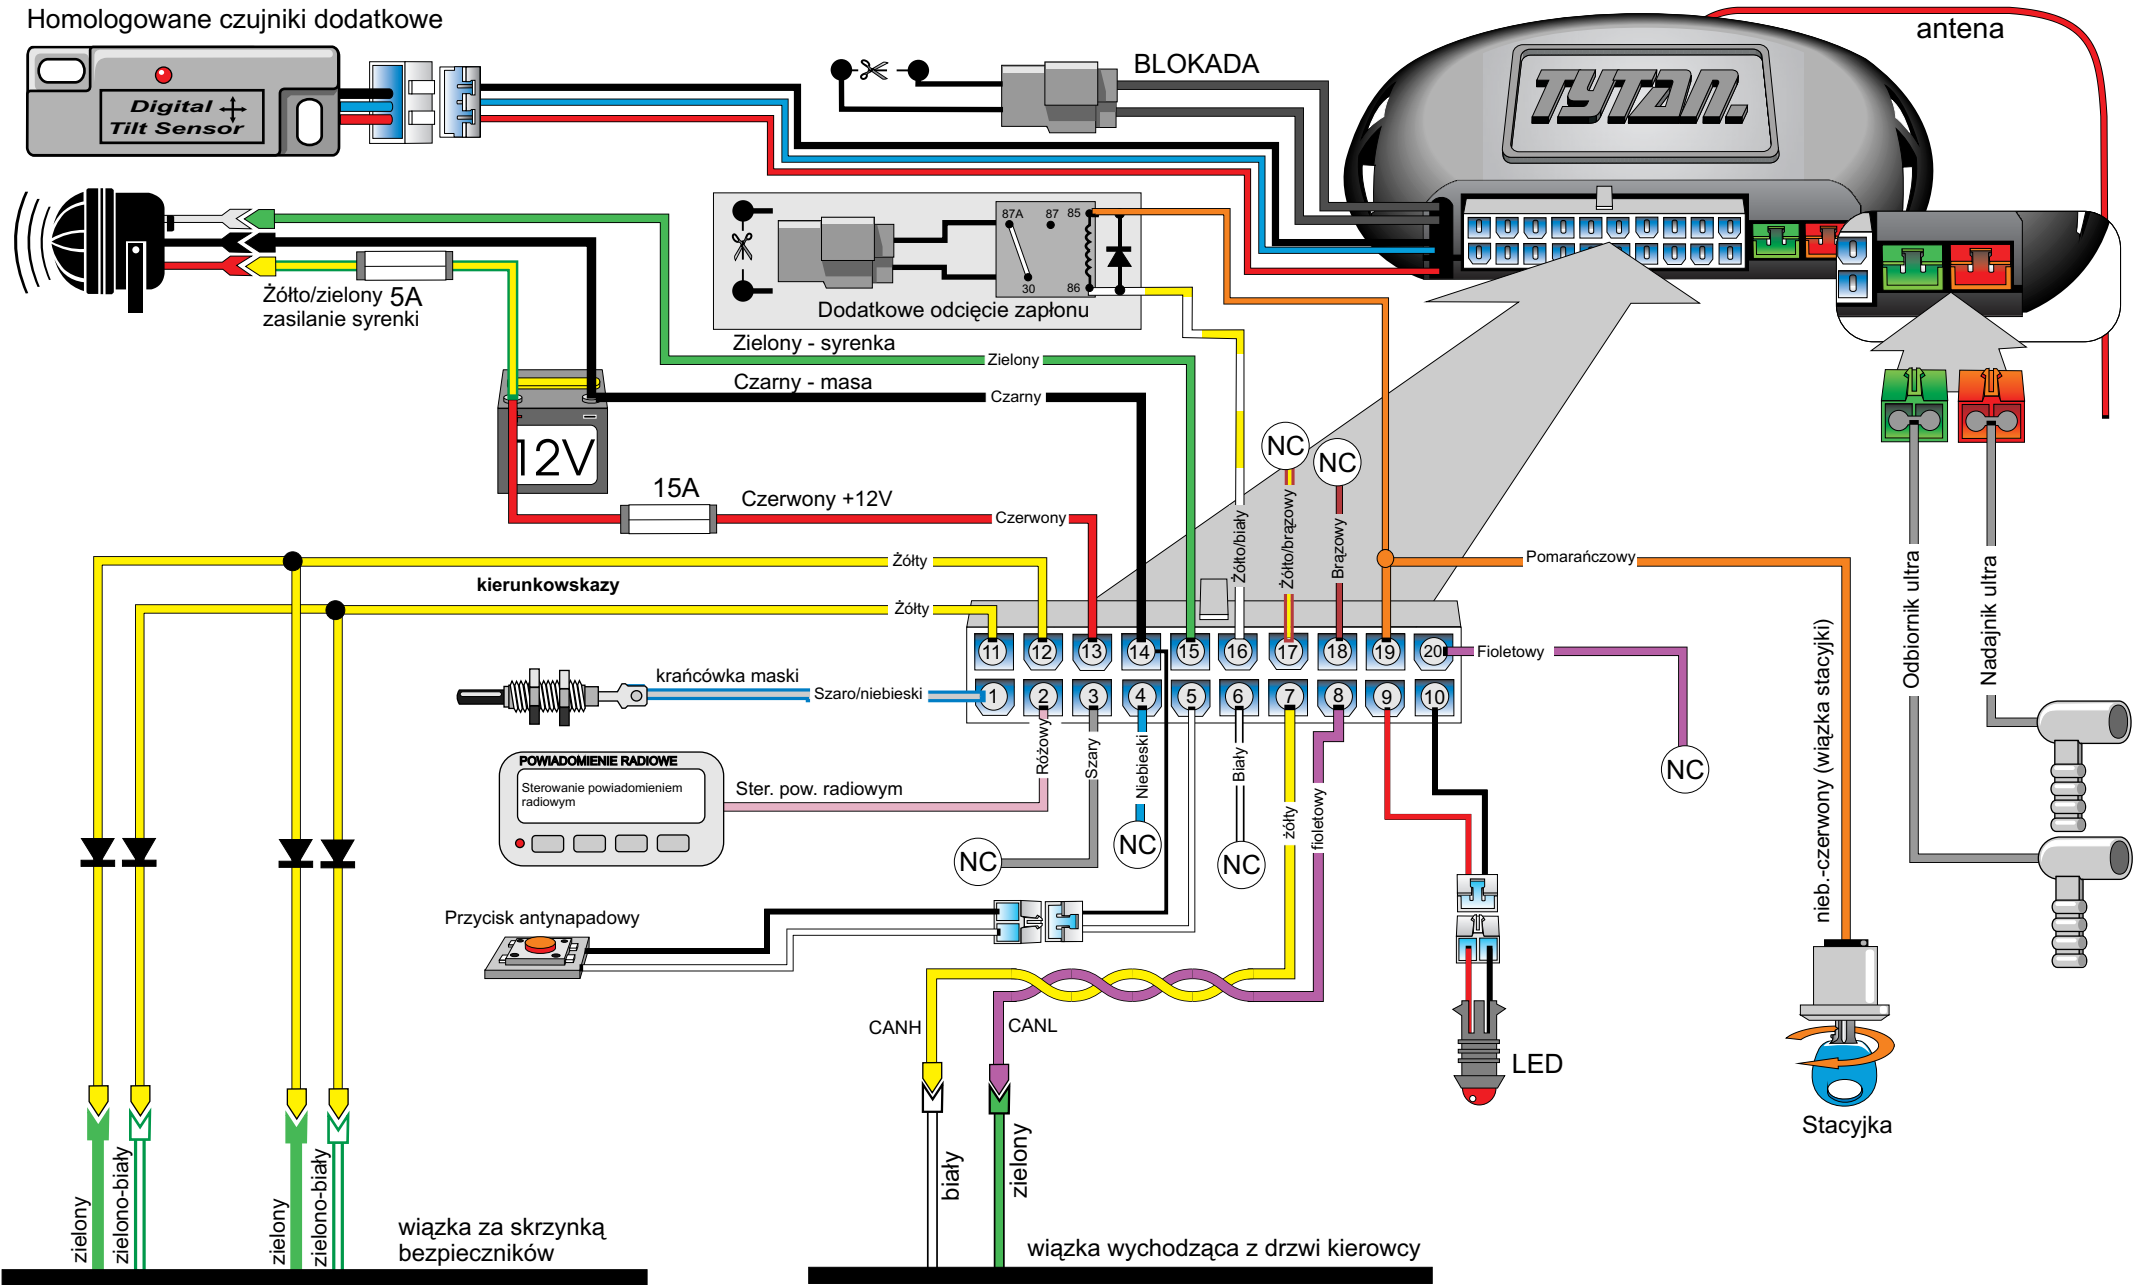 Homologowane czujniki dodatkowe
Digital
Tilt Sensor
BLOKADA
TYTAN.
antena
Żółto/zielony 5A
zasilanie syrenki
87A
87
85
30
86
Dodatkowe odcięcie zapłonu
Zielony - syrenka
Zielony
Czarny - masa
Czarny
12V
15A
Czerwony +12V
Czerwony
Żółto/biały
NC
Żółto/brązowy
NC
Brązowy
Pomarańczowy
Żółty
kierunkowskazy
Żółty
11 12 13 14 15 16 17 18 19 20
1 2 3 4 5 6 7 8 9 10
Fioletowy
NC
krańcówka maski
Szaro/niebieski
Różowy
Szary
Niebieski
Biały
żółty
fioletowy
POWIADOMIENIE RADIOWE
Sterowanie powiadomieniem
radiowym
Ster. pow. radiowym
NC
NC
NC
Przycisk antynapadowy
CANH
CANL
LED
Odbiornik ultra
Nadajnik ultra
nieb.-czerwony (wiązka stacyjki)
Stacyjka
zielony
zielono-biały
zielony
zielono-biały
wiązka za skrzynką
bezpieczników
biały
zielony
wiązka wychodząca z drzwi kierowcy